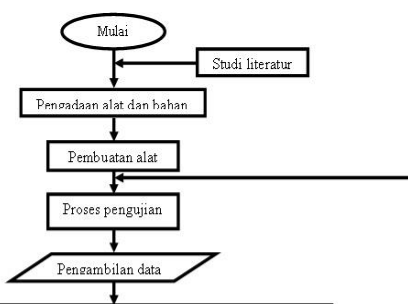 Mulai
Studi literatur
Pengadaan alat dan bahan
Pembuatan alat
Proses pengujian
Pengambilan data